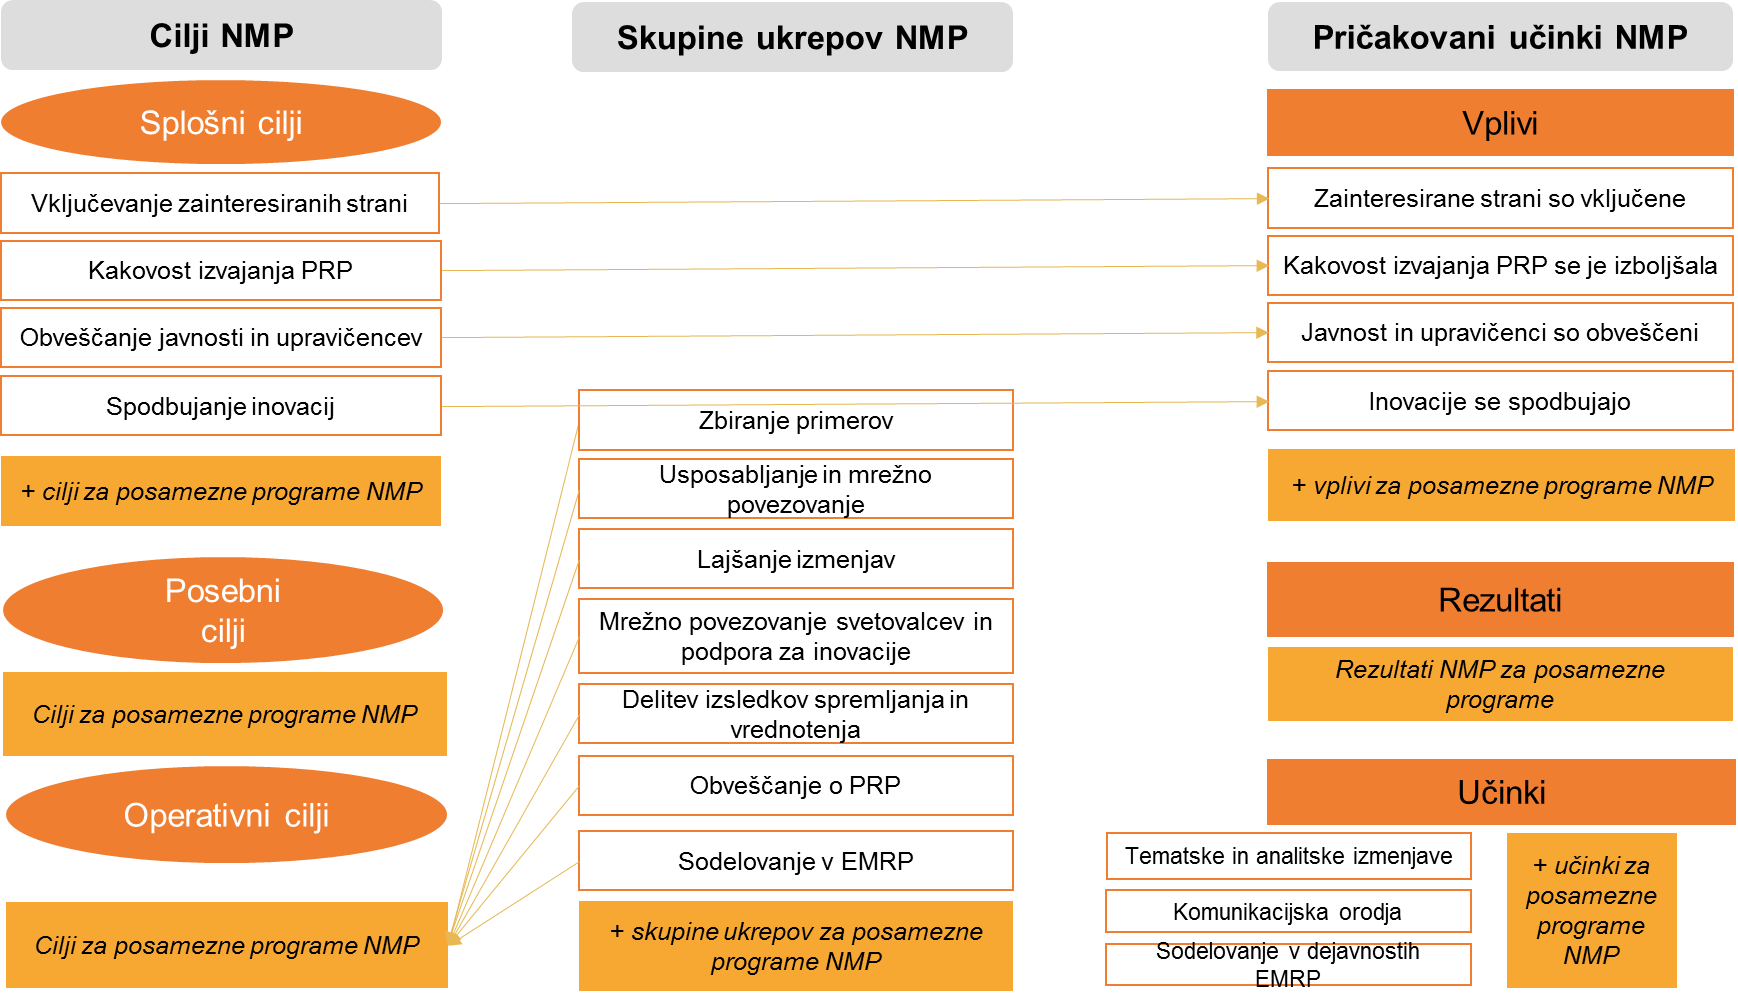 Cilji NMP
Splošni cilji
Vključevanje zainteresiranih strani
Kakovost izvajanja PRP
Obveščanje javnosti in upravičencev
Spodbujanje inovacij
+ cilji za posamezne programe NMP
Posebni
cilji
Cilji za posamezne programe NMP
Operativni cilji
Cilji za posamezne programe NMP
Skupine ukrepov NMP
Zbiranje primerov
Usposabljanje in mrežno
povezovanje
Lajšanje izmenjav
Mrežno povezovanje svetovalcev in
podpora za inovacije
Delitev izsledkov spremljanja in
vrednotenja
Obveščanje o PRP
Sodelovanje v EMRP
+ skupine ukrepov za posamezne
programe NMP
Pričakovani učinki NMP
Vplivi
Zainteresirane strani so vključene
Kakovost izvajanja PRP se je izboljšala
Javnost in upravičenci so obveščeni
Inovacije se spodbujajo
+ vplivi za posamezne programe NMP
Rezultati
Rezultati NMP za posamezne
programe
Učinki
Tematske in analitske izmenjave
Komunikacijska orodja
Sodelovanje v dejavnostih
EMRP
+ učinki za
posamezne
programe
NMP